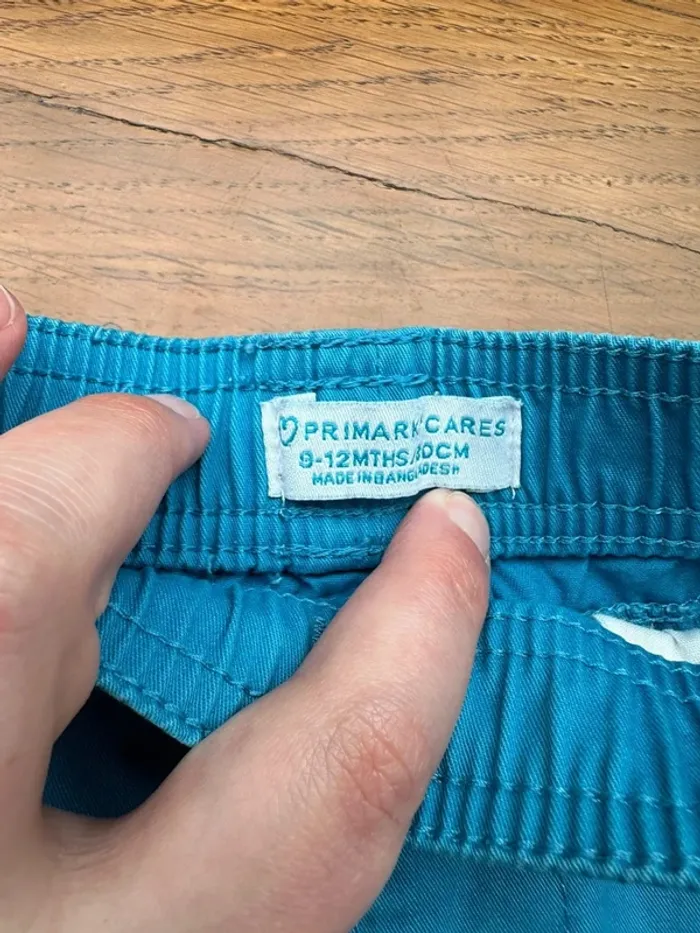 PRIMARK CARES
9-12MTHS/80CM
MADE IN BANGLADESH